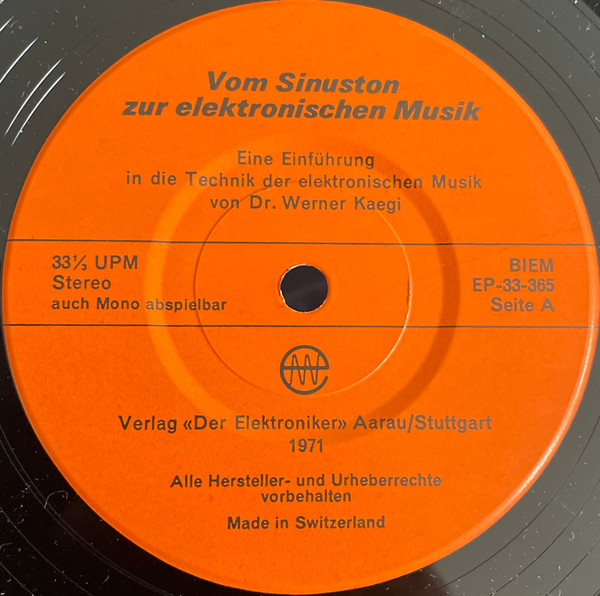 Vom Sinuston
zur elektronischen Musik
Eine Einführung
in die Technik der elektronischen Musik
von Dr. Werner Kaegi
33⅓ UPM
Stereo
auch Mono abspielbar
BIEM
EP-33-365
Seite A
Verlag «Der Elektroniker» Aarau/Stuttgart
1971
Alle Hersteller- und Urheberrechte
vorbehalten
Made in Switzerland